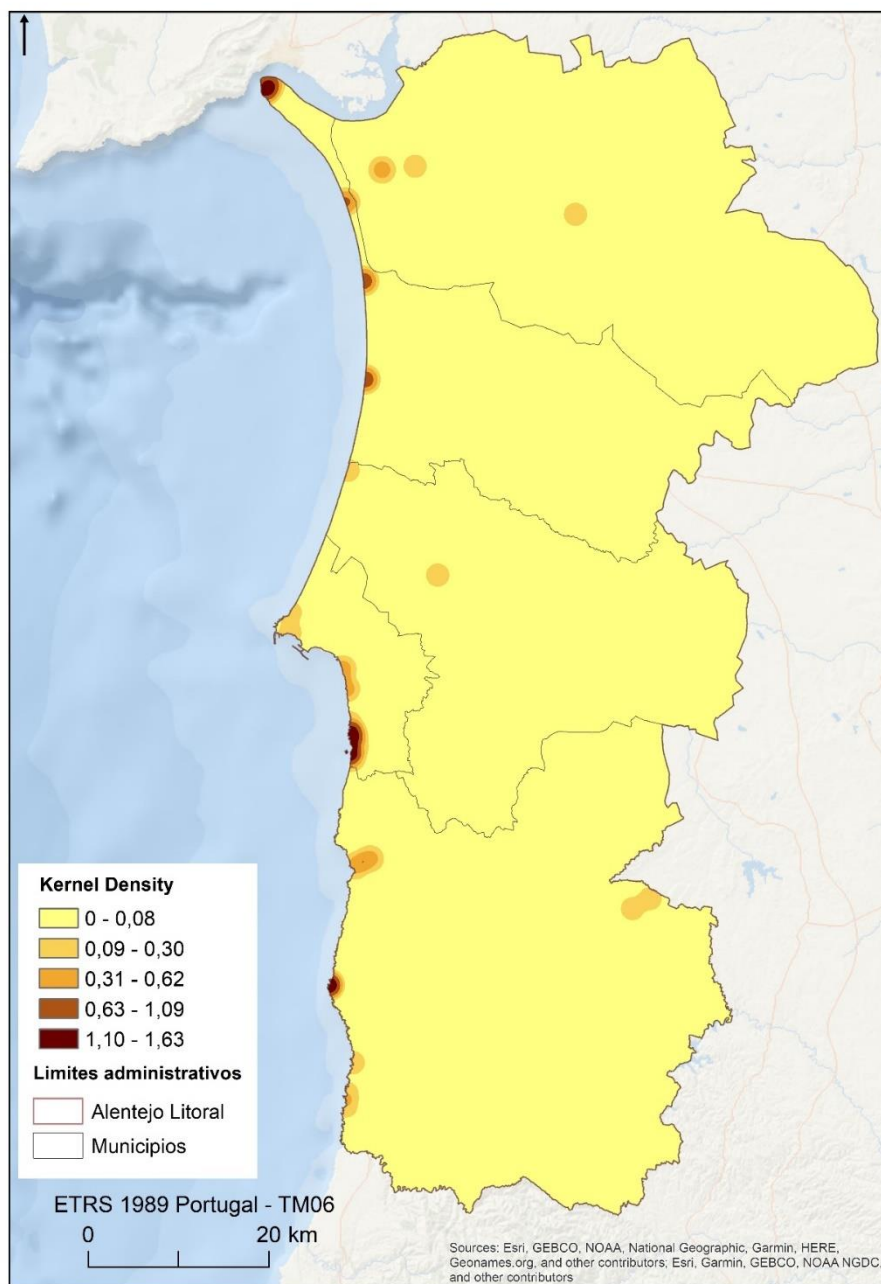 Kernel Density
0 - 0,08
0,09 - 0,30
0,31 - 0,62
0,63 - 1,09
1,10 - 1,63
Limites administrativos
Alentejo Litoral
Municipios
ETRS 1989 Portugal - TM06
0 20 km
Sources: Esri, GEBCO, NOAA, National Geographic, Garmin, HERE,
Geonames.org, and other contributors; Esri, Garmin, GEBCO, NOAA NGDC,
and other contributors